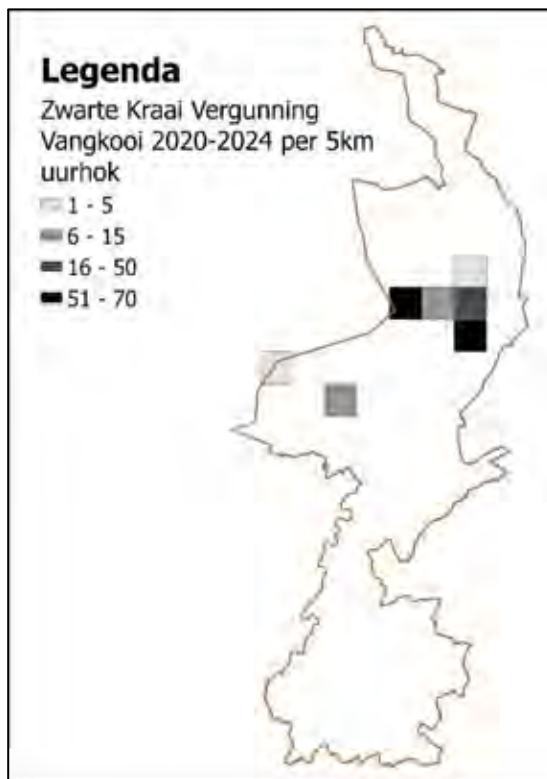 Legenda
Zwarte Kraai Vergunning
Vangkooi 2020-2024 per 5km
uurhok
1 - 5
6 - 15
16 - 50
51 - 70